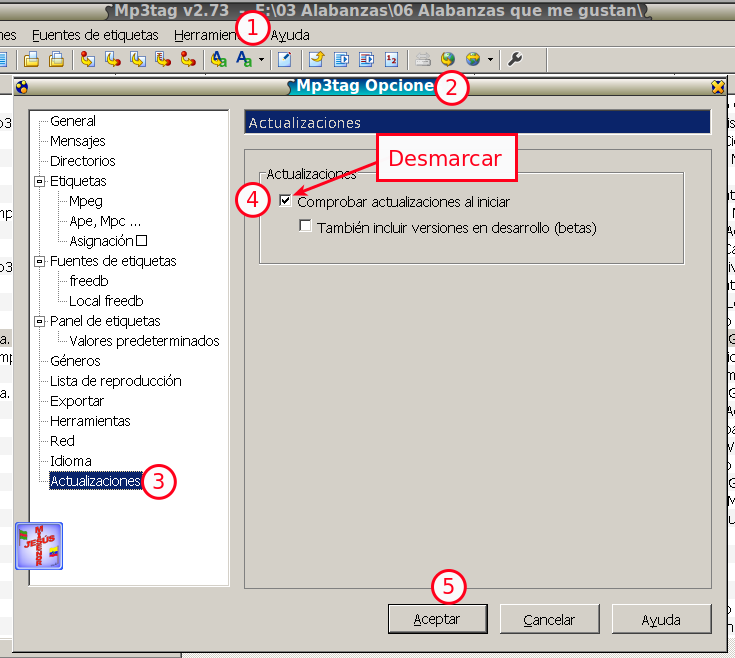 Mp3tag v2.73 - E:\03 Alabanzas\06 Alabanzas que me gustan\
nes Fuentes de etiquetas Herramien Ayuda
1
Mp3tag Opcione
2
General
Mensajes
Directorios
Etiquetas
Mpeg
Ape, Mpc ...
Asignación
Fuentes de etiquetas
freedb
Local freedb
Panel de etiquetas
Valores predeterminados
Géneros
Lista de reproducción
Exportar
Herramientas
Red
Idioma
Actualizaciones
3
Actualizaciones
Desmarcar
Actualizaciones
4
Comprobar actualizaciones al iniciar
También incluir versiones en desarrollo (betas)
JESÚS
5
Aceptar Cancelar Ayuda